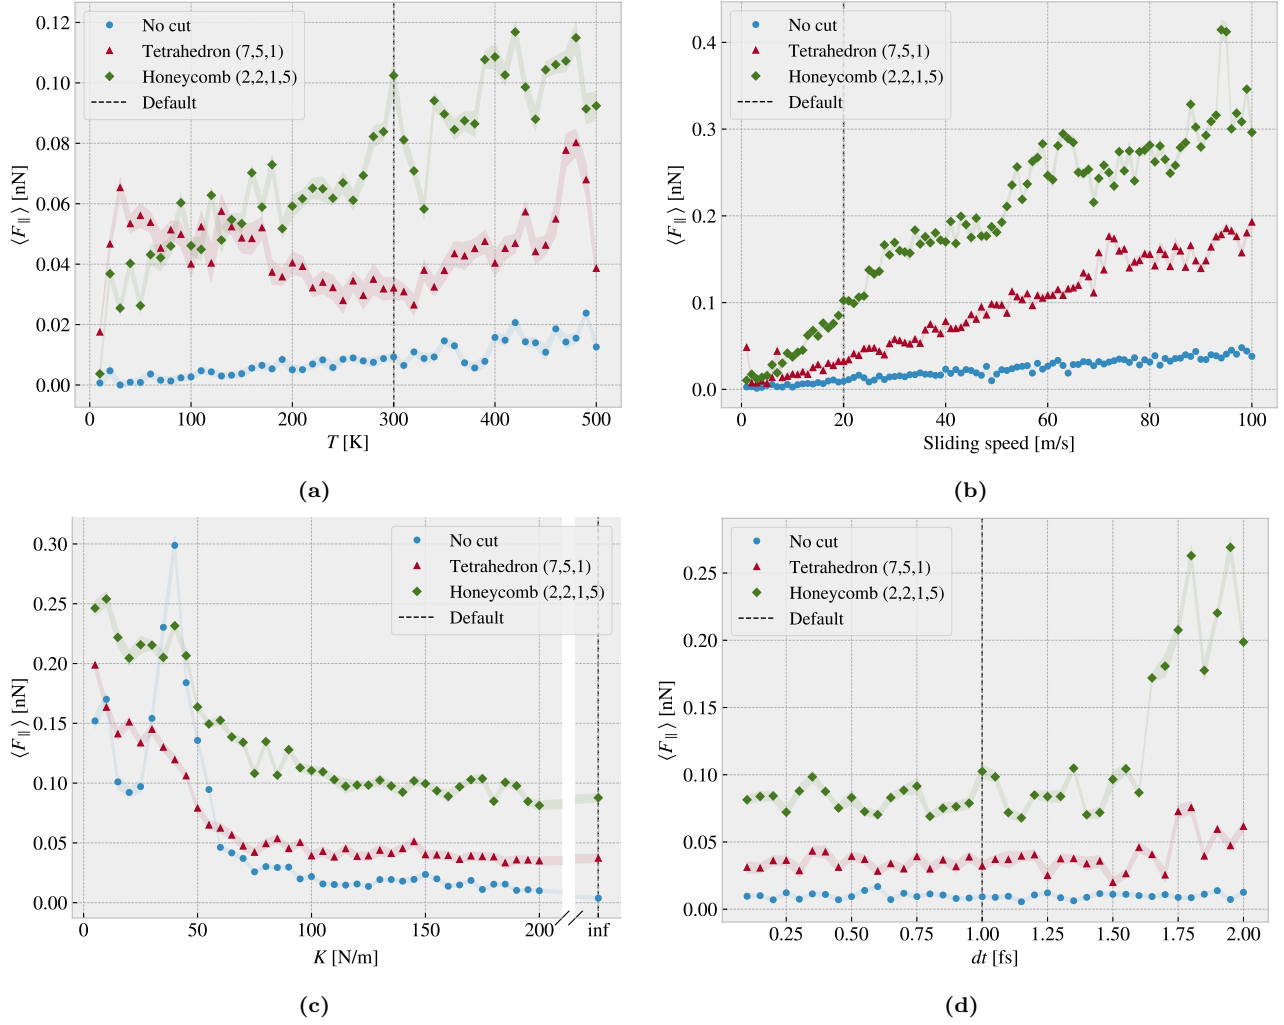 0.12
0.10
0.08
0.06
0.04
0.02
0.00
⟨F∥⟩ [nN]
No cut
Tetrahedron (7,5,1)
Honeycomb (2,2,1,5)
Default
0 100 200 300 400 500
T [K]
(a)
0.4
0.3
0.2
0.1
0.0
⟨F∥⟩ [nN]
No cut
Tetrahedron (7,5,1)
Honeycomb (2,2,1,5)
Default
0 20 40 60 80 100
Sliding speed [m/s]
(b)
0.30
0.25
0.20
0.15
0.10
0.05
0.00
⟨F∥⟩ [nN]
No cut
Tetrahedron (7,5,1)
Honeycomb (2,2,1,5)
Default
0 50 100 150 200 inf
K [N/m]
(c)
0.25
0.20
0.15
0.10
0.05
0.00
⟨F∥⟩ [nN]
No cut
Tetrahedron (7,5,1)
Honeycomb (2,2,1,5)
Default
0.25 0.50 0.75 1.00 1.25 1.50 1.75 2.00
dt [fs]
(d)